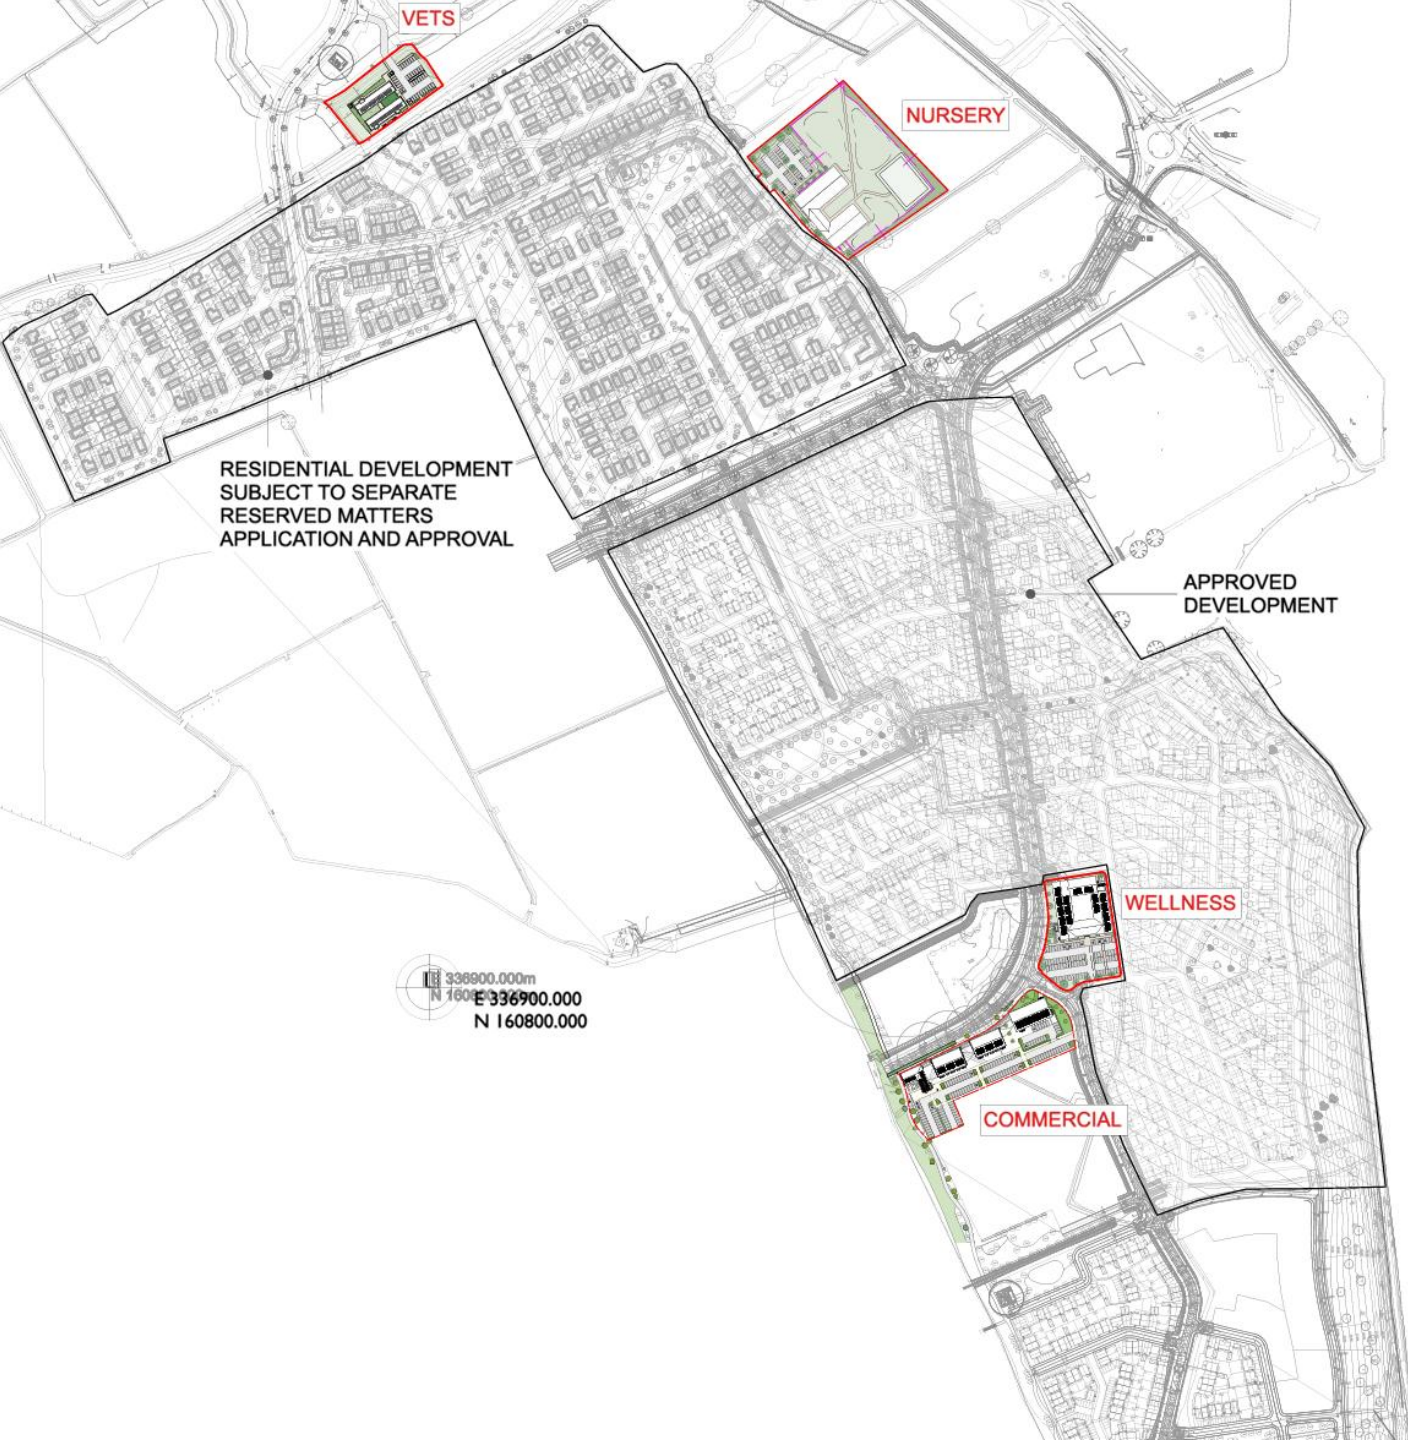 VETS
NURSERY
RESIDENTIAL DEVELOPMENT
SUBJECT TO SEPARATE
RESERVED MATTERS
APPLICATION AND APPROVAL
APPROVED
DEVELOPMENT
WELLNESS
E 336900.000m
E 336900.000
N 160800.000
COMMERCIAL